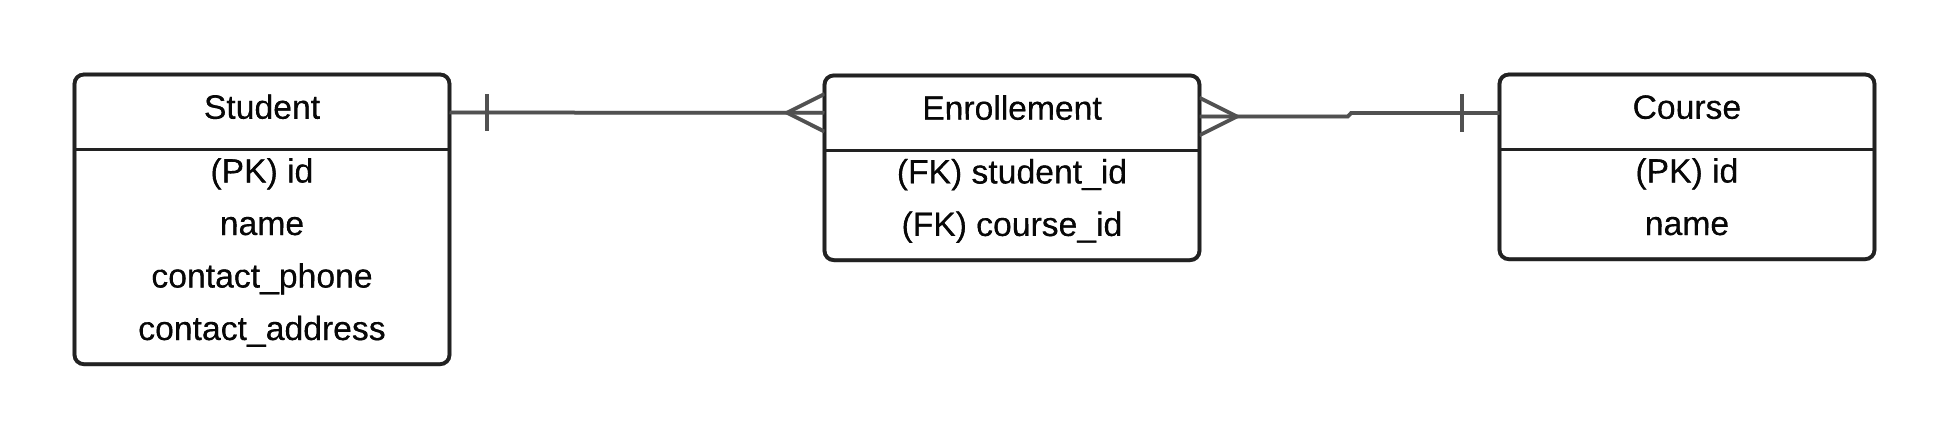 Student
(PK) id
name
contact_phone
contact_address
Enrollement
(FK) student_id
(FK) course_id
Course
(PK) id
name